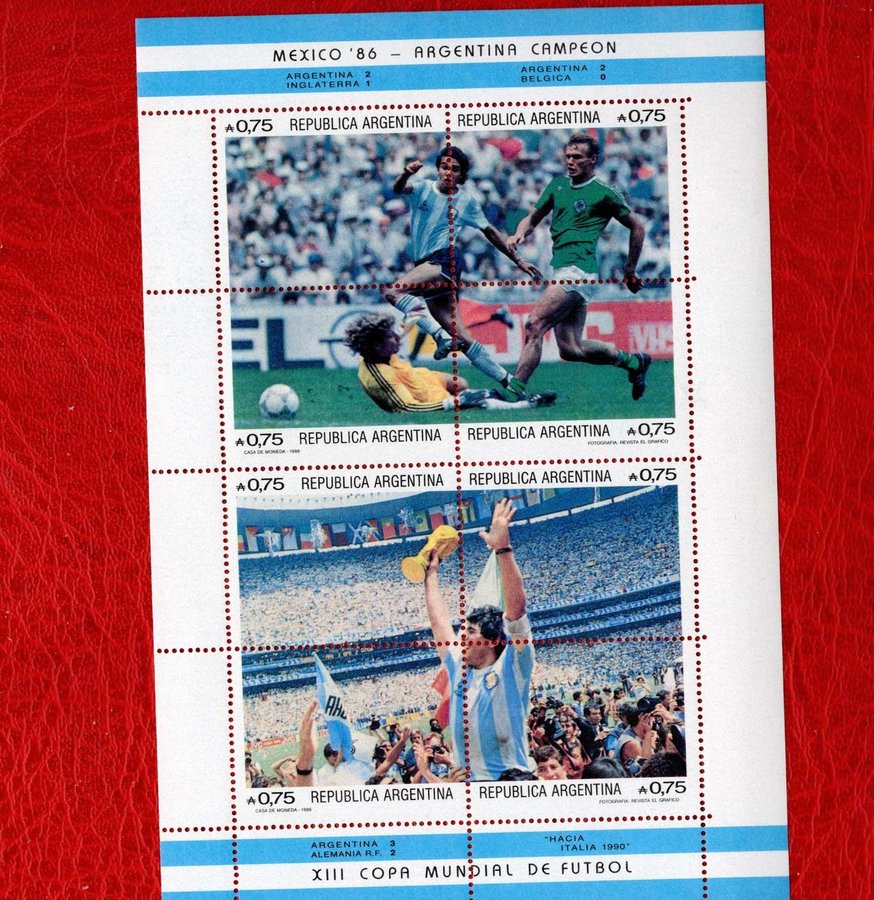 MEXICO '86 – ARGENTINA CAMPEON
ARGENTINA 2
INGLATERRA 1
ARGENTINA 2
BELGICA 0
₳0,75 REPUBLICA ARGENTINA
REPUBLICA ARGENTINA ₳0,75
EL
JVC
VHS
₳0,75 REPUBLICA ARGENTINA
CASA DE MONEDA - 1986
REPUBLICA ARGENTINA ₳0,75
FOTOGRAFIA: REVISTA EL GRAFICO
₳0,75 REPUBLICA ARGENTINA
REPUBLICA ARGENTINA ₳0,75
₳0,75 REPUBLICA ARGENTINA
CASA DE MONEDA - 1986
REPUBLICA ARGENTINA ₳0,75
FOTOGRAFIA: REVISTA EL GRAFICO
ARGENTINA 3
ALEMANIA R.F. 2
"HACIA
ITALIA 1990"
XIII COPA MUNDIAL DE FUTBOL